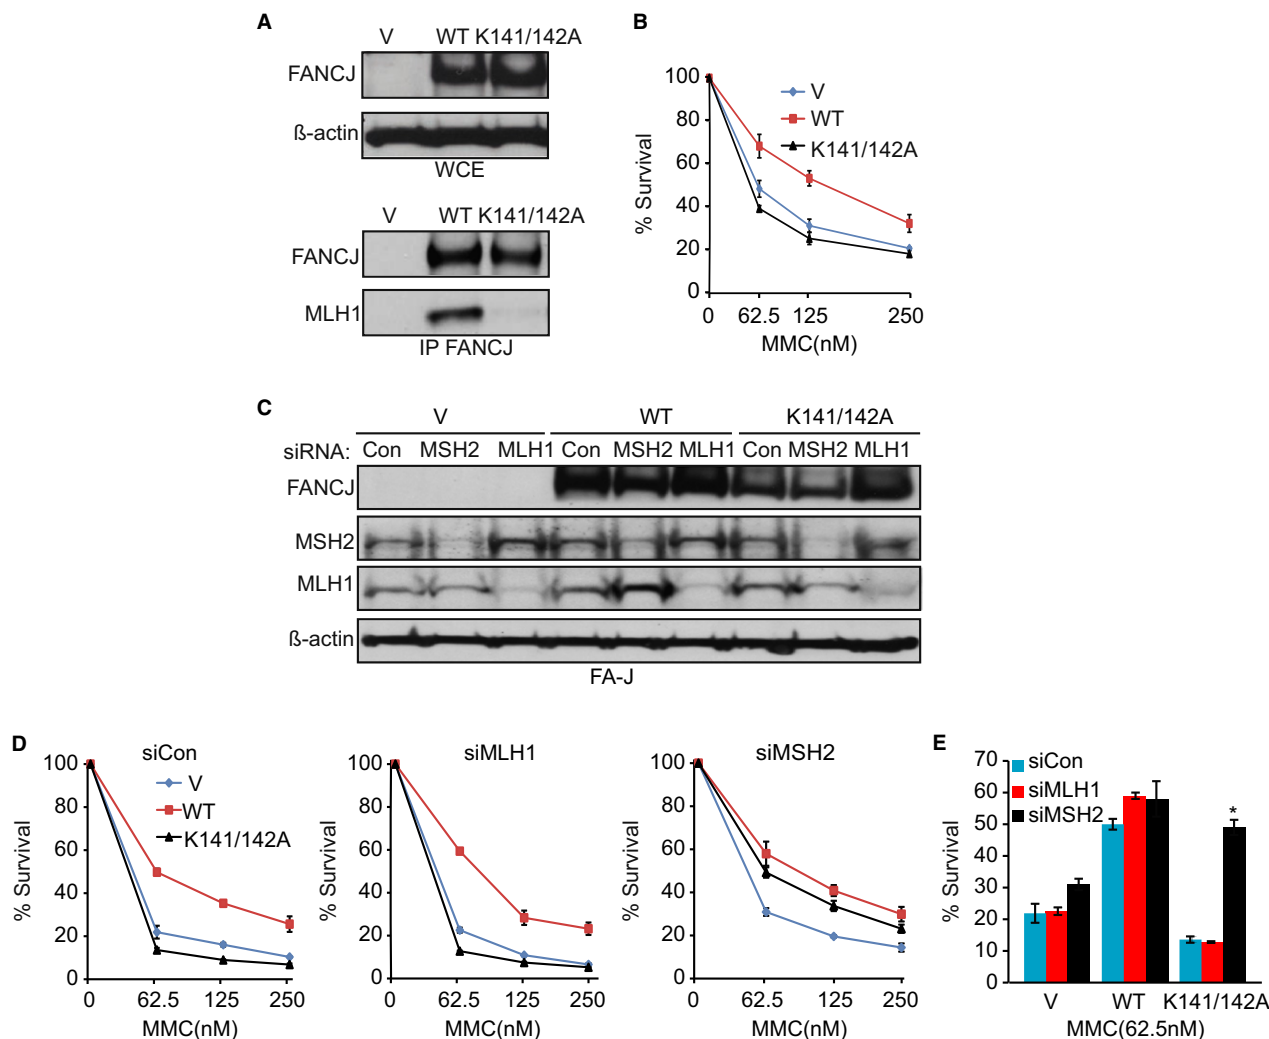 A
V WT K141/142A
FANCJ
ß-actin
WCE
V WT K141/142A
FANCJ
MLH1
IP FANCJ
B
100
80
60
40
20
0
% Survival
V
WT
K141/142A
0 62.5 125 250
MMC(nM)
C
V WT K141/142A
siRNA: Con MSH2 MLH1 Con MSH2 MLH1 Con MSH2 MLH1
FANCJ
MSH2
MLH1
ß-actin
FA-J
D
siCon
100
80
60
40
20
0
% Survival
V
WT
K141/142A
0 62.5 125 250
MMC(nM)
siMLH1
100
80
60
40
20
0
% Survival
0 62.5 125 250
MMC(nM)
siMSH2
100
80
60
40
20
0
% Survival
0 62.5 125 250
MMC(nM)
E
70
60
50
40
30
20
10
0
% Survival
siCon
siMLH1
siMSH2
*
V WT K141/142A
MMC(62.5nM)